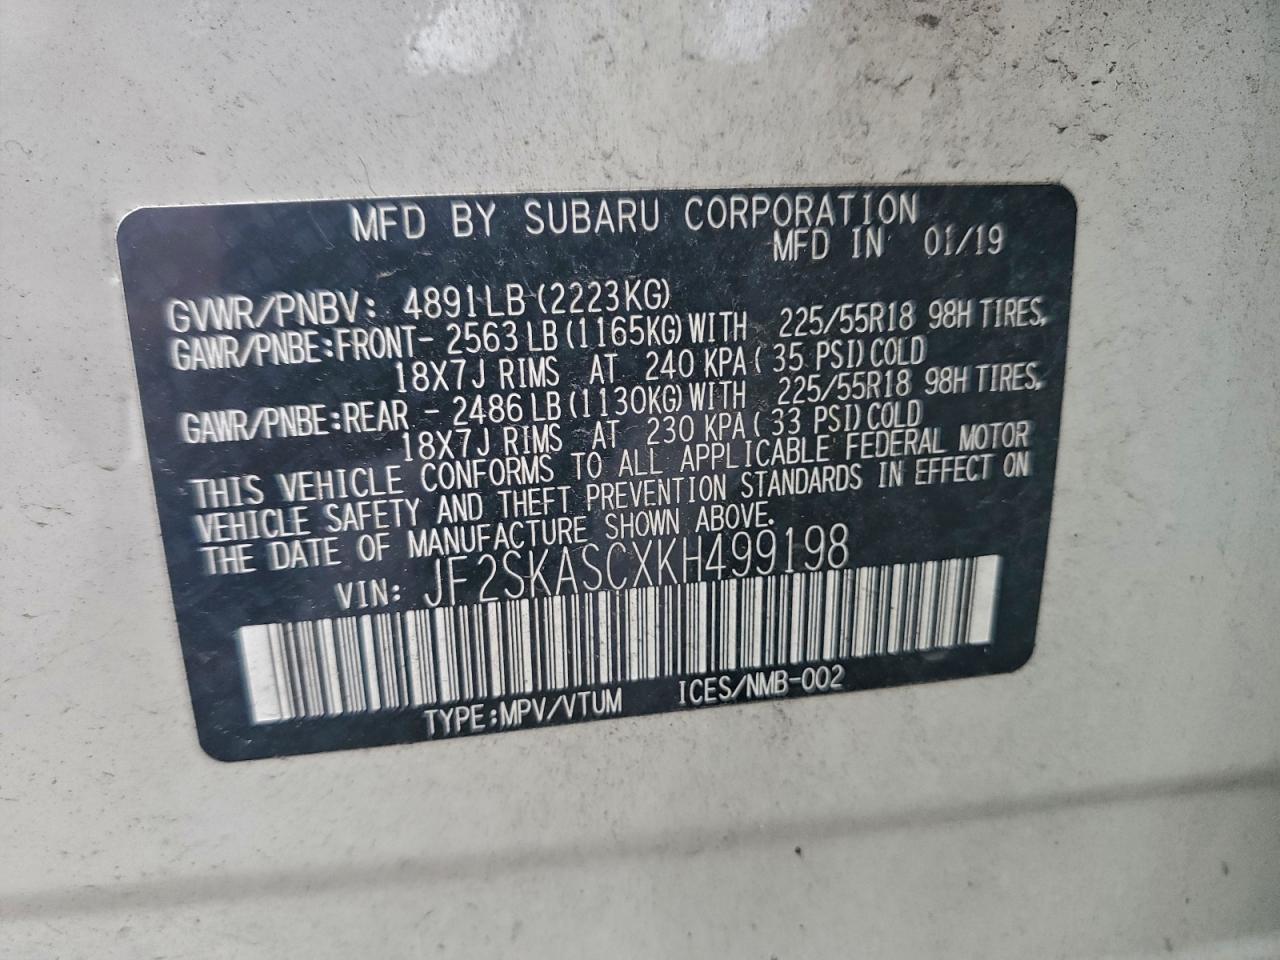 MFD BY SUBARU CORPORATION
MFD IN 01/19
GVWR/PNBV: 4891LB (2223KG)
GAWR/PNBE:FRONT- 2563 LB (1165KG) WITH 225/55R18 98H TIRES,
18X7J RIMS AT 240 KPA ( 35 PSI) COLD
GAWR/PNBE:REAR - 2486 LB (1130KG) WITH 225/55R18 98H TIRES,
18X7J RIMS AT 230 KPA ( 33 PSI) COLD
THIS VEHICLE CONFORMS TO ALL APPLICABLE FEDERAL MOTOR
VEHICLE SAFETY AND THEFT PREVENTION STANDARDS IN EFFECT ON
THE DATE OF MANUFACTURE SHOWN ABOVE.
VIN: JF2SKASCXKH499198
TYPE:MPV/VTUM ICES/NMB-002